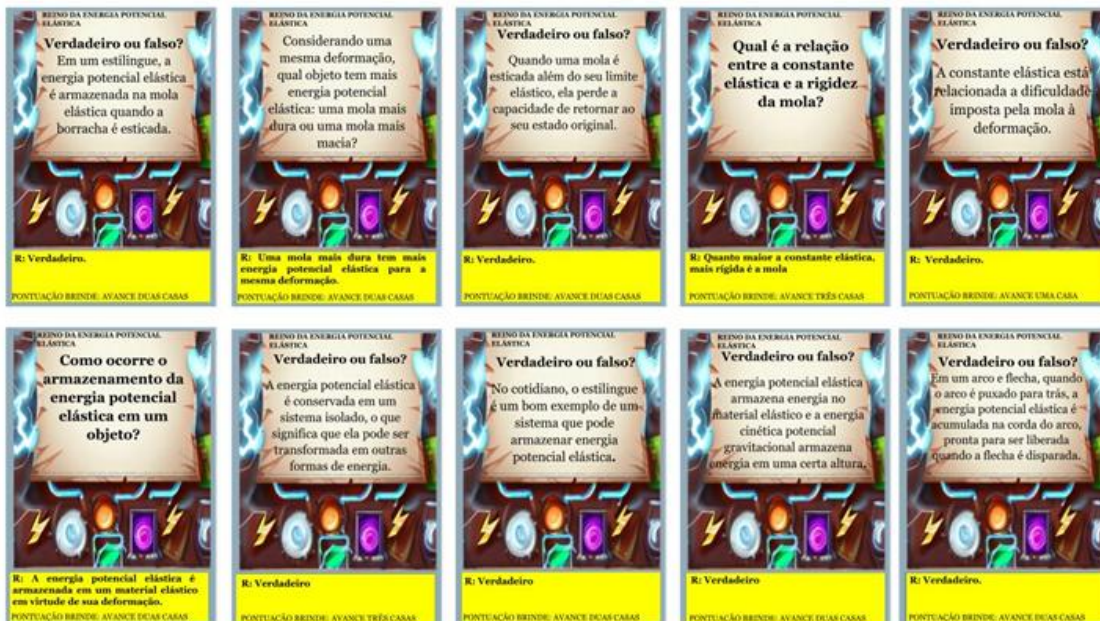 REINO DA ENERGIA POTENCIAL
ELÁSTICA
Verdadeiro ou falso?
Em um estilingue, a
energia potencial elástica
é armazenada na mola
elástica quando a
borracha é esticada.
R: Verdadeiro.
PONTUAÇÃO BRINDE: AVANCE DUAS CASAS
REINO DA ENERGIA POTENCIAL
ELÁSTICA
Considerando uma
mesma deformação,
qual objeto tem mais
energia potencial
elástica: uma mola mais
dura ou uma mola mais
macia?
R: Uma mola mais dura tem mais
energia potencial elástica para a
mesma deformação.
PONTUAÇÃO BRINDE: AVANCE DUAS CASAS
REINO DA ENERGIA POTENCIAL
ELÁSTICA
Verdadeiro ou falso?
Quando uma mola é
esticada além do seu limite
elástico, ela perde a
capacidade de retornar ao
seu estado original.
R: Verdadeiro.
PONTUAÇÃO BRINDE: AVANCE DUAS CASAS
REINO DA ENERGIA POTENCIAL
ELÁSTICA
Qual é a relação
entre a constante
elástica e a rigidez
da mola?
R: Quanto maior a constante elástica,
mais rígida é a mola
PONTUAÇÃO BRINDE: AVANCE TRÊS CASAS
REINO DA ENERGIA POTENCIAL
ELÁSTICA
Verdadeiro ou falso?
A constante elástica está
relacionada a dificuldade
imposta pela mola à
deformação.
R: Verdadeiro.
PONTUAÇÃO BRINDE: AVANCE UMA CASA
REINO DA ENERGIA POTENCIAL
ELÁSTICA
Como ocorre o
armazenamento da
energia potencial
elástica em um
objeto?
R: A energia potencial elástica é
armazenada em um material elástico
em virtude de sua deformação.
PONTUAÇÃO BRINDE: AVANCE DUAS CASAS
REINO DA ENERGIA POTENCIAL
ELÁSTICA
Verdadeiro ou falso?
A energia potencial elástica
é conservada em um
sistema isolado, o que
significa que ela pode ser
transformada em outras
formas de energia.
R: Verdadeiro
PONTUAÇÃO BRINDE: AVANCE TRÊS CASAS
REINO DA ENERGIA POTENCIAL
ELÁSTICA
Verdadeiro ou falso?
No cotidiano, o estilingue
é um bom exemplo de um
sistema que pode
armazenar energia
potencial elástica.
R: Verdadeiro
PONTUAÇÃO BRINDE: AVANCE DUAS CASAS
REINO DA ENERGIA POTENCIAL
ELÁSTICA
Verdadeiro ou falso?
A energia potencial elástica
armazena energia no
material elástico e a energia
cinética potencial
gravitacional armazena
energia em uma certa altura.
R: Verdadeiro
PONTUAÇÃO BRINDE: AVANCE DUAS CASAS
REINO DA ENERGIA POTENCIAL
ELÁSTICA
Verdadeiro ou falso?
Em um arco e flecha, quando
o arco é puxado para trás, a
energia potencial elástica é
acumulada na corda do arco,
pronta para ser liberada
quando a flecha é disparada.
R: Verdadeiro.
PONTUAÇÃO BRINDE: AVANCE DUAS CASAS